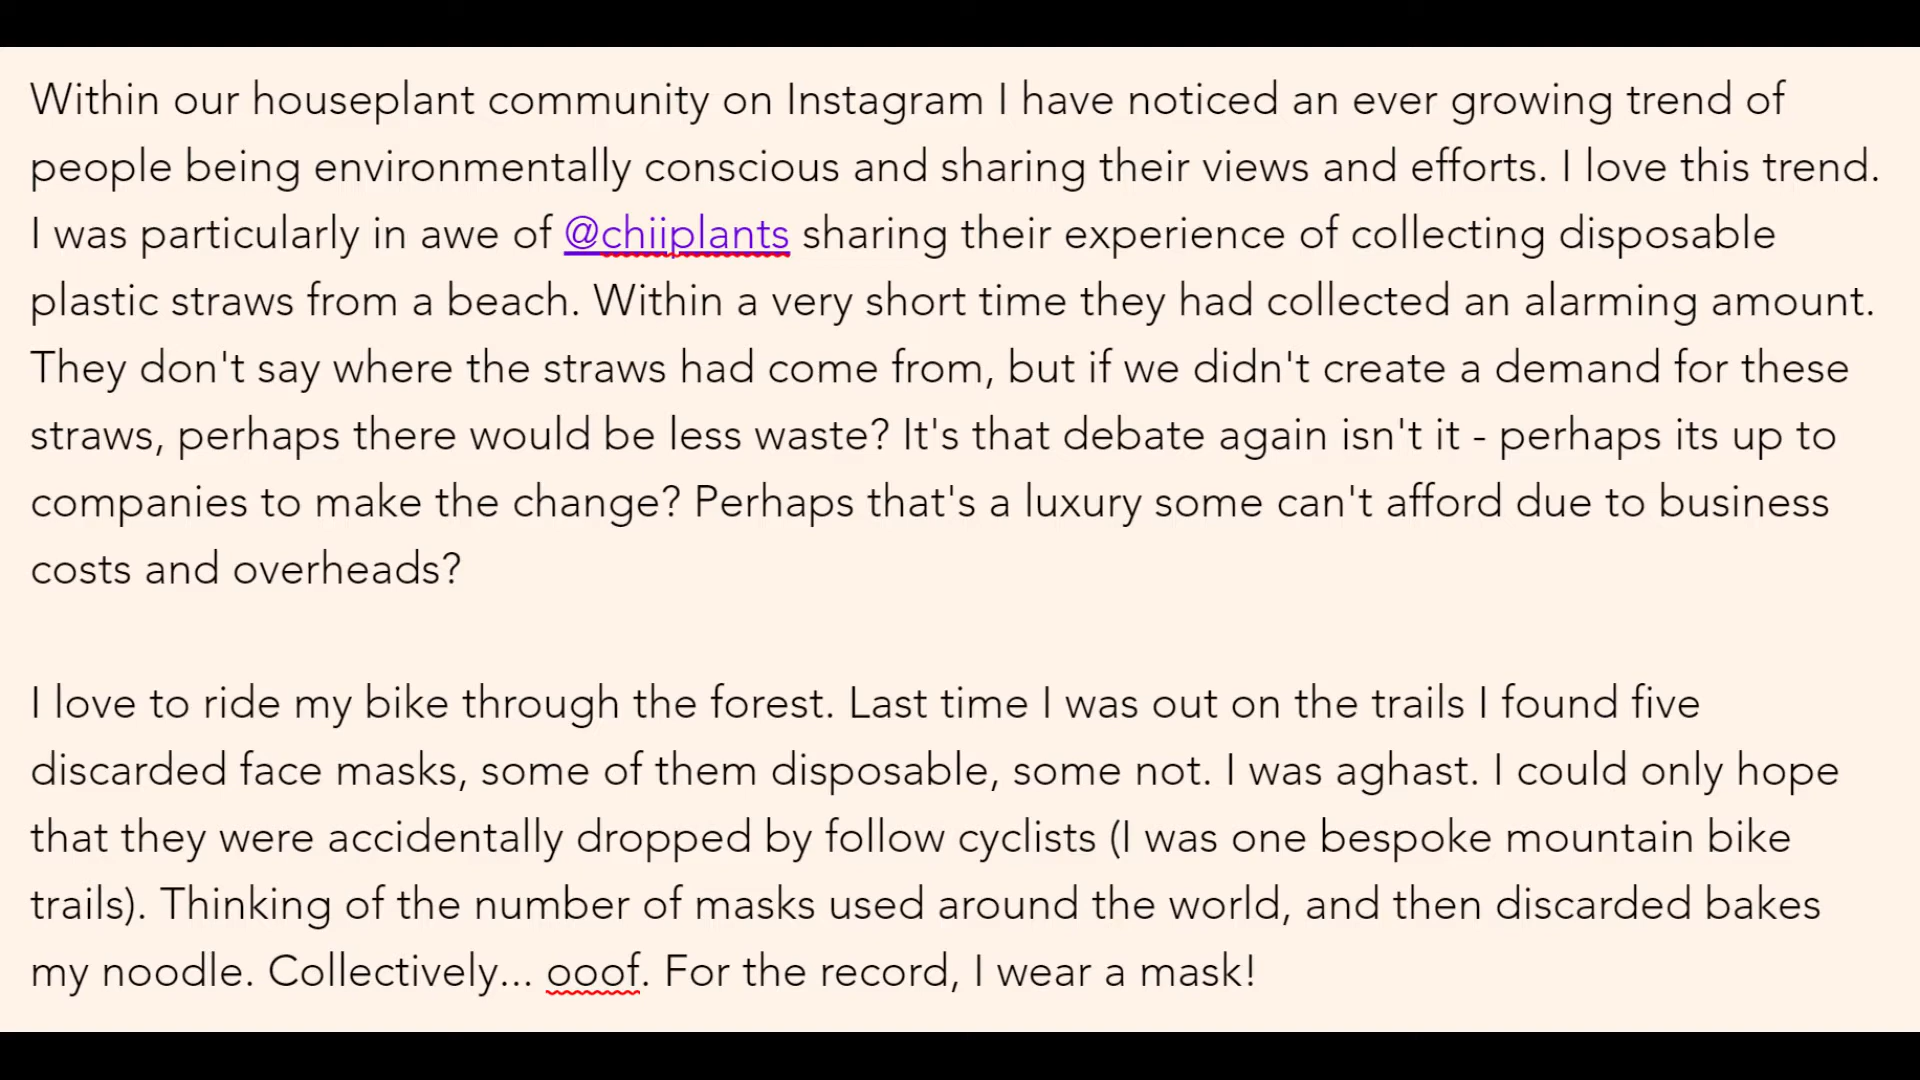 Within our houseplant community on Instagram I have noticed an ever growing trend of
people being environmentally conscious and sharing their views and efforts. I love this trend.
I was particularly in awe of @chiiplants sharing their experience of collecting disposable
plastic straws from a beach. Within a very short time they had collected an alarming amount.
They don't say where the straws had come from, but if we didn't create a demand for these
straws, perhaps there would be less waste? It's that debate again isn't it - perhaps its up to
companies to make the change? Perhaps that's a luxury some can't afford due to business
costs and overheads?
I love to ride my bike through the forest. Last time I was out on the trails I found five
discarded face masks, some of them disposable, some not. I was aghast. I could only hope
that they were accidentally dropped by follow cyclists (I was one bespoke mountain bike
trails). Thinking of the number of masks used around the world, and then discarded bakes
my noodle. Collectively... ooof. For the record, I wear a mask!